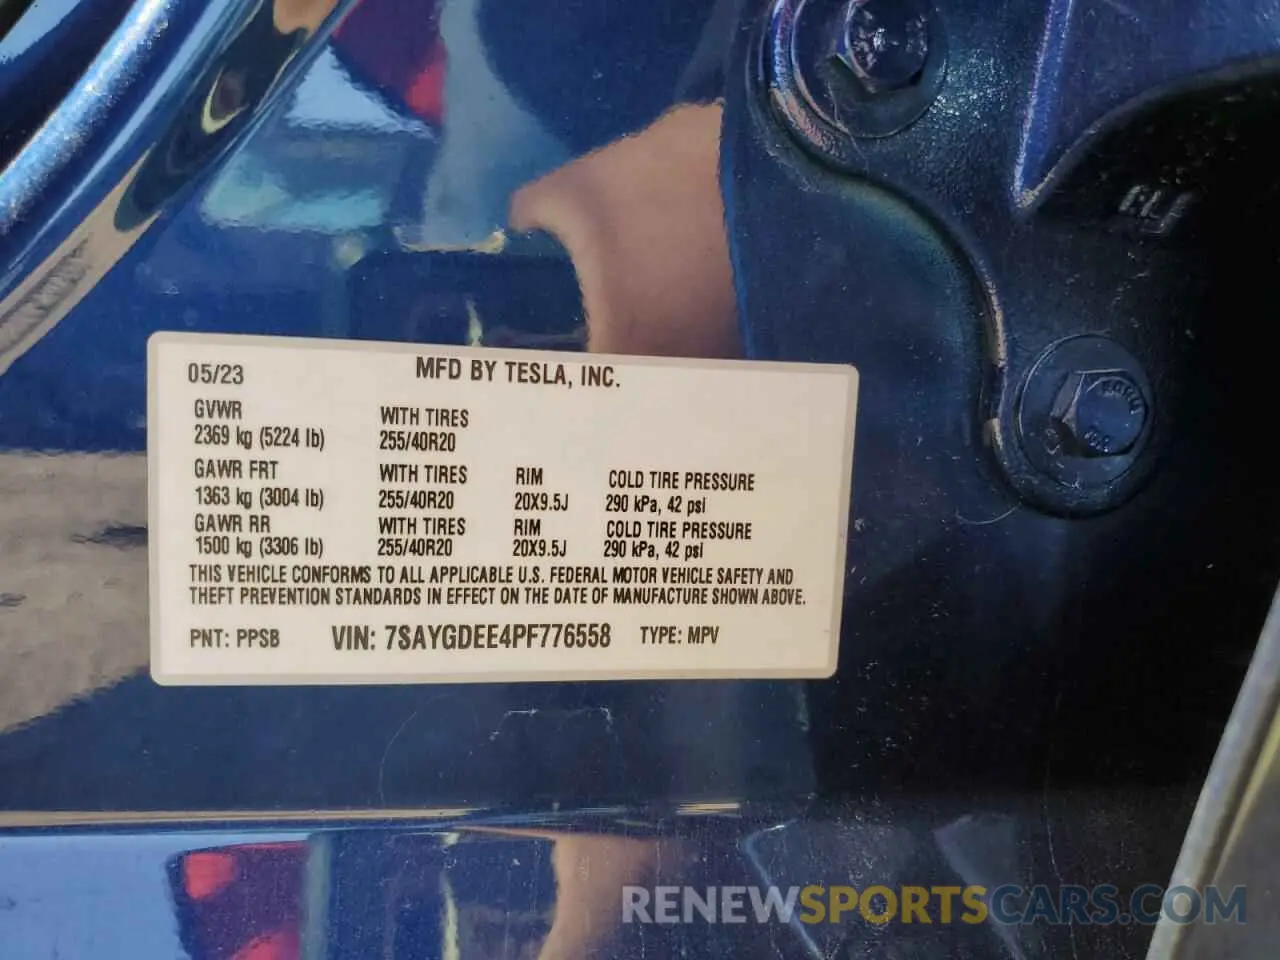 05/23 MFD BY TESLA, INC.
GVWR WITH TIRES
2369 kg (5224 lb) 255/40R20
GAWR FRT WITH TIRES RIM COLD TIRE PRESSURE
1363 kg (3004 lb) 255/40R20 20X9.5J 290 kPa, 42 psi
GAWR RR WITH TIRES RIM COLD TIRE PRESSURE
1500 kg (3306 lb) 255/40R20 20X9.5J 290 kPa, 42 psi
THIS VEHICLE CONFORMS TO ALL APPLICABLE U.S. FEDERAL MOTOR VEHICLE SAFETY AND
THEFT PREVENTION STANDARDS IN EFFECT ON THE DATE OF MANUFACTURE SHOWN ABOVE.
PNT: PPSB VIN: 7SAYGDEE4PF776558 TYPE: MPV
RENEWSPORTSCARS.COM